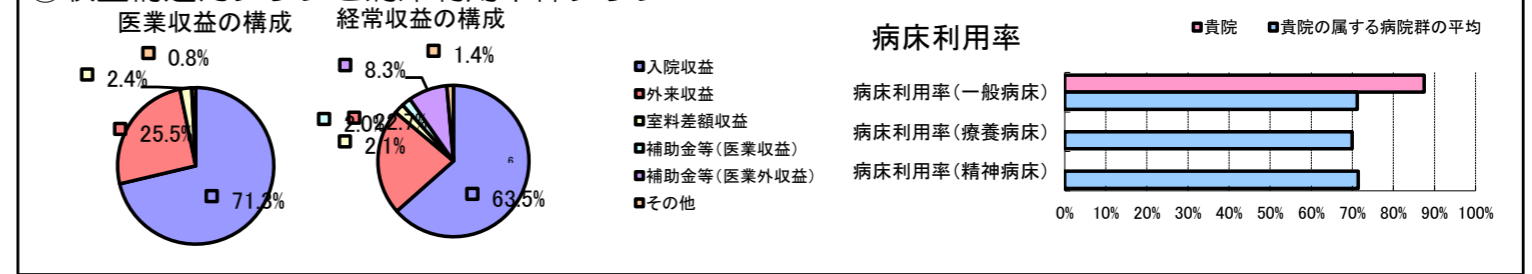 医業収益の構成
0.8%
2.4%
25.5%
71.3%
経常収益の構成
1.4%
8.3%
2.0%
22.7%
2.1%
63.5%
入院収益
外来収益
室料差額収益
補助金等(医業収益)
補助金等(医業外収益)
その他
病床利用率
貴院
貴院の属する病院群の平均
病床利用率(一般病床)
病床利用率(療養病床)
病床利用率(精神病床)
0% 10% 20% 30% 40% 50% 60% 70% 80% 90% 100%